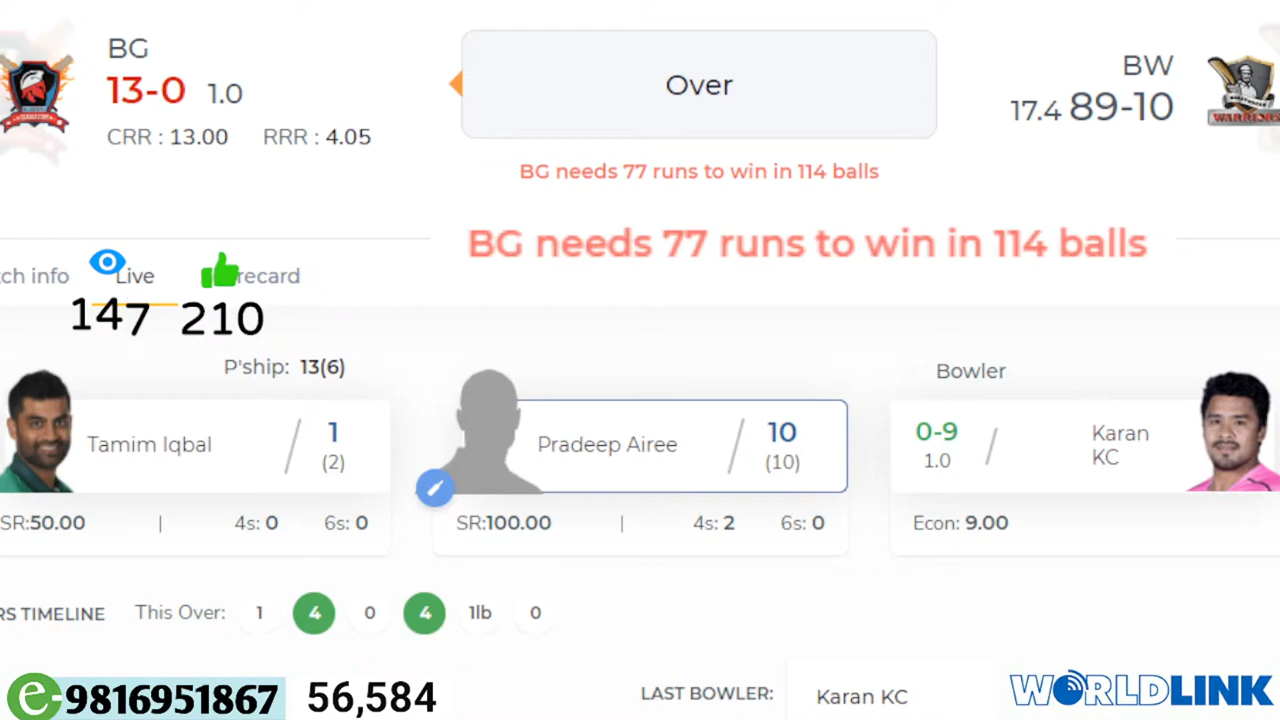 BG
13-0 1.0
CRR : 13.00 RRR : 4.05
Over
BG needs 77 runs to win in 114 balls
BW
17.4 89-10
WARRIORS
BG needs 77 runs to win in 114 balls
tch info Live recard
147 210
P'ship: 13(6)
Tamim Iqbal 1
(2)
SR:50.00 | 4s: 0 6s: 0
Pradeep Airee 10
(10)
SR:100.00 | 4s: 2 6s: 0
Bowler
0-9
1.0
Karan
KC
Econ: 9.00
RS TIMELINE This Over: 1 4 0 4 1lb 0
e-9816951867 56,584
LAST BOWLER: Karan KC
WORLDLINK